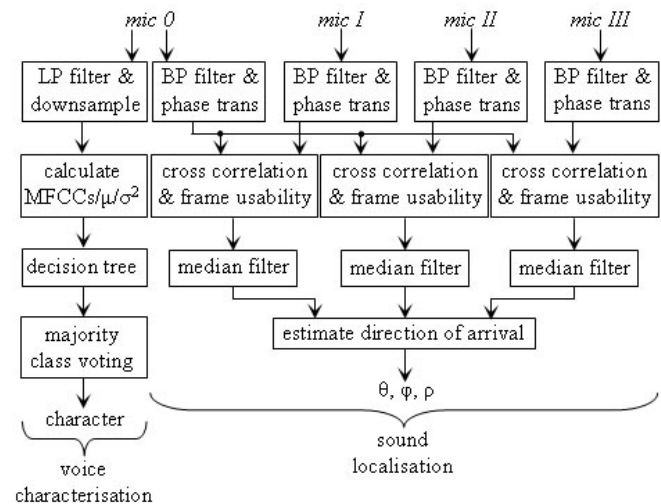 mic 0 mic I mic II mic III
LP filter &
downsample
BP filter &
phase trans
BP filter &
phase trans
BP filter &
phase trans
BP filter &
phase trans
calculate
MFCCs/μ/σ²
cross correlation
& frame usability
cross correlation
& frame usability
cross correlation
& frame usability
decision tree
median filter
median filter
median filter
majority
class voting
estimate direction of arrival
θ, φ, ρ
character
voice
characterisation
sound
localisation